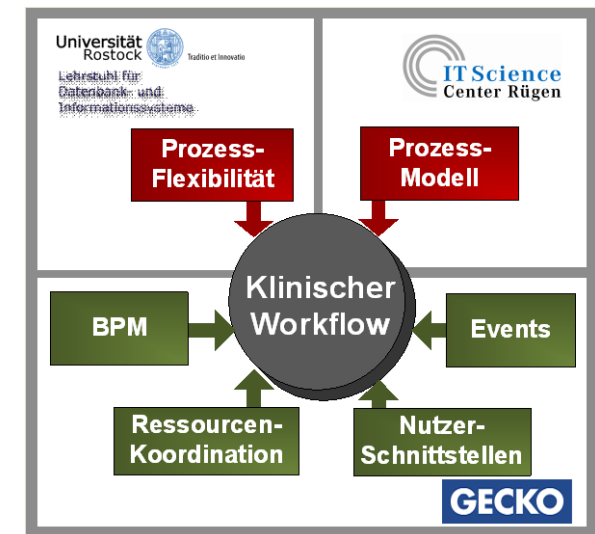 Universität
Rostock
Traditio et Innovatio
Lehrstuhl für
Datenbank- und
Informationssysteme
IT Science
Center Rügen
Prozess-
Flexibilität
Prozess-
Modell
Klinischer
Workflow
BPM
Events
Ressourcen-
Koordination
Nutzer-
Schnittstellen
GECKO